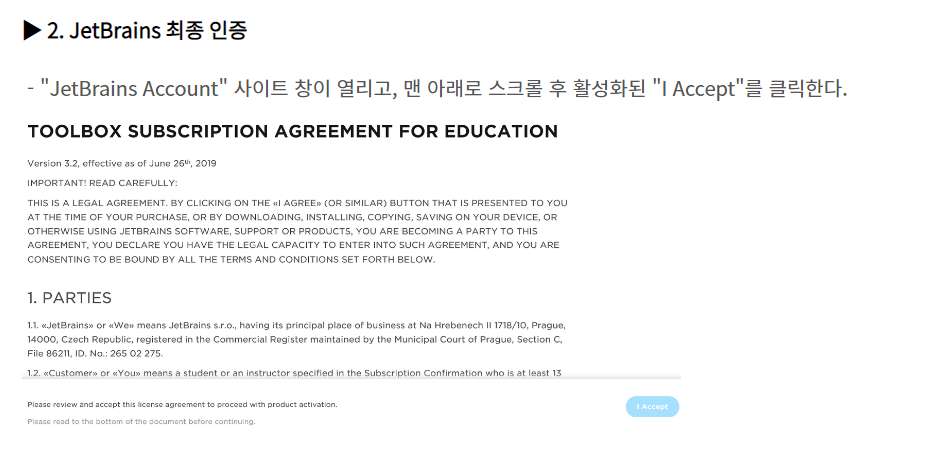 ▶ 2. JetBrains 최종 인증
- "JetBrains Account" 사이트 창이 열리고, 맨 아래로 스크롤 후 활성화된 "I Accept"를 클릭한다.
TOOLBOX SUBSCRIPTION AGREEMENT FOR EDUCATION
Version 3.2, effective as of June 26th, 2019
IMPORTANT! READ CAREFULLY:
THIS IS A LEGAL AGREEMENT. BY CLICKING ON THE «I AGREE» (OR SIMILAR) BUTTON THAT IS PRESENTED TO YOU
AT THE TIME OF YOUR PURCHASE, OR BY DOWNLOADING, INSTALLING, COPYING, SAVING ON YOUR DEVICE, OR
OTHERWISE USING JETBRAINS SOFTWARE, SUPPORT OR PRODUCTS, YOU ARE BECOMING A PARTY TO THIS
AGREEMENT, YOU DECLARE YOU HAVE THE LEGAL CAPACITY TO ENTER INTO SUCH AGREEMENT, AND YOU ARE
CONSENTING TO BE BOUND BY ALL THE TERMS AND CONDITIONS SET FORTH BELOW.
1. PARTIES
1.1. «JetBrains» or «We» means JetBrains s.r.o., having its principal place of business at Na Hrebenech II 1718/10, Prague,
14000, Czech Republic, registered in the Commercial Register maintained by the Municipal Court of Prague, Section C,
File 86211, ID. No.: 265 02 275.
1.2. «Customer» or «You» means a student or an instructor specified in the Subscription Confirmation who is at least 13
Please review and accept this license agreement to proceed with product activation.
I Accept
Please read to the bottom of the document before continuing.